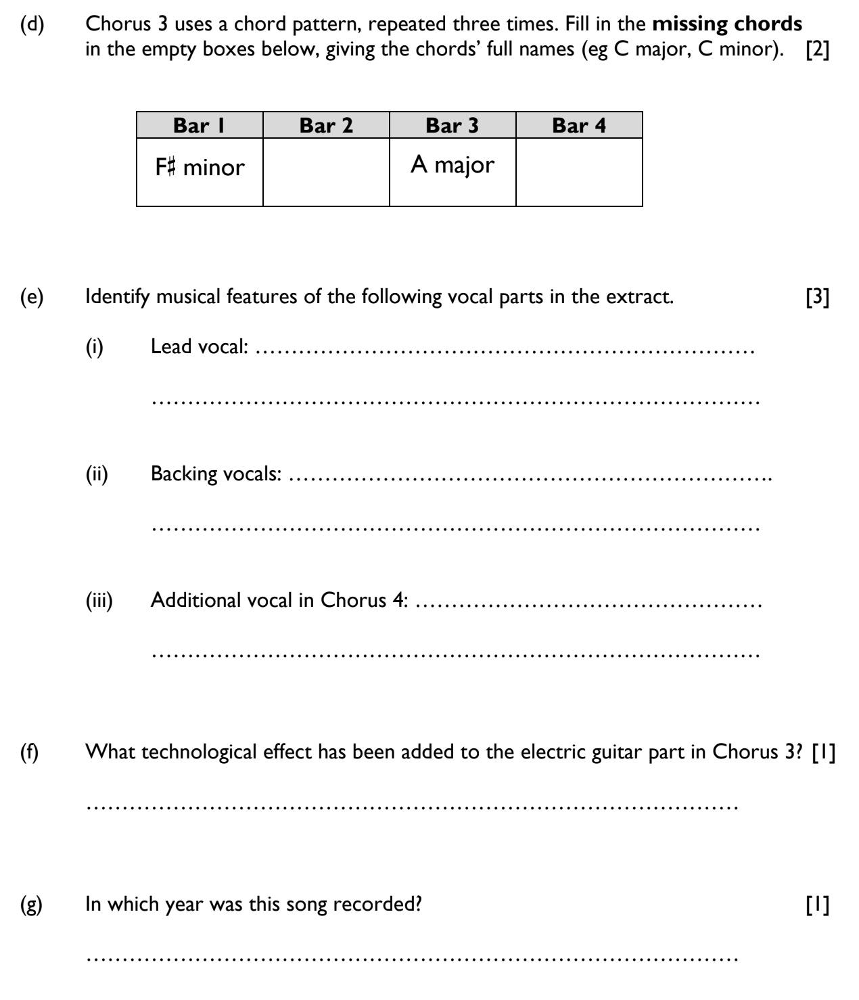 (d) Chorus 3 uses a chord pattern, repeated three times. Fill in the missing chords
in the empty boxes below, giving the chords’ full names (eg C major, C minor). [2]
Bar 1 Bar 2 Bar 3 Bar 4
F♯ minor A major
(e) Identify musical features of the following vocal parts in the extract. [3]
(i) Lead vocal: ……………………………………………………………
…………………………………………………………………………
(ii) Backing vocals: ………………………………………………………….
…………………………………………………………………………
(iii) Additional vocal in Chorus 4: …………………………………………
…………………………………………………………………………
(f) What technological effect has been added to the electric guitar part in Chorus 3? [1]
………………………………………………………………………………
(g) In which year was this song recorded? [1]
………………………………………………………………………………